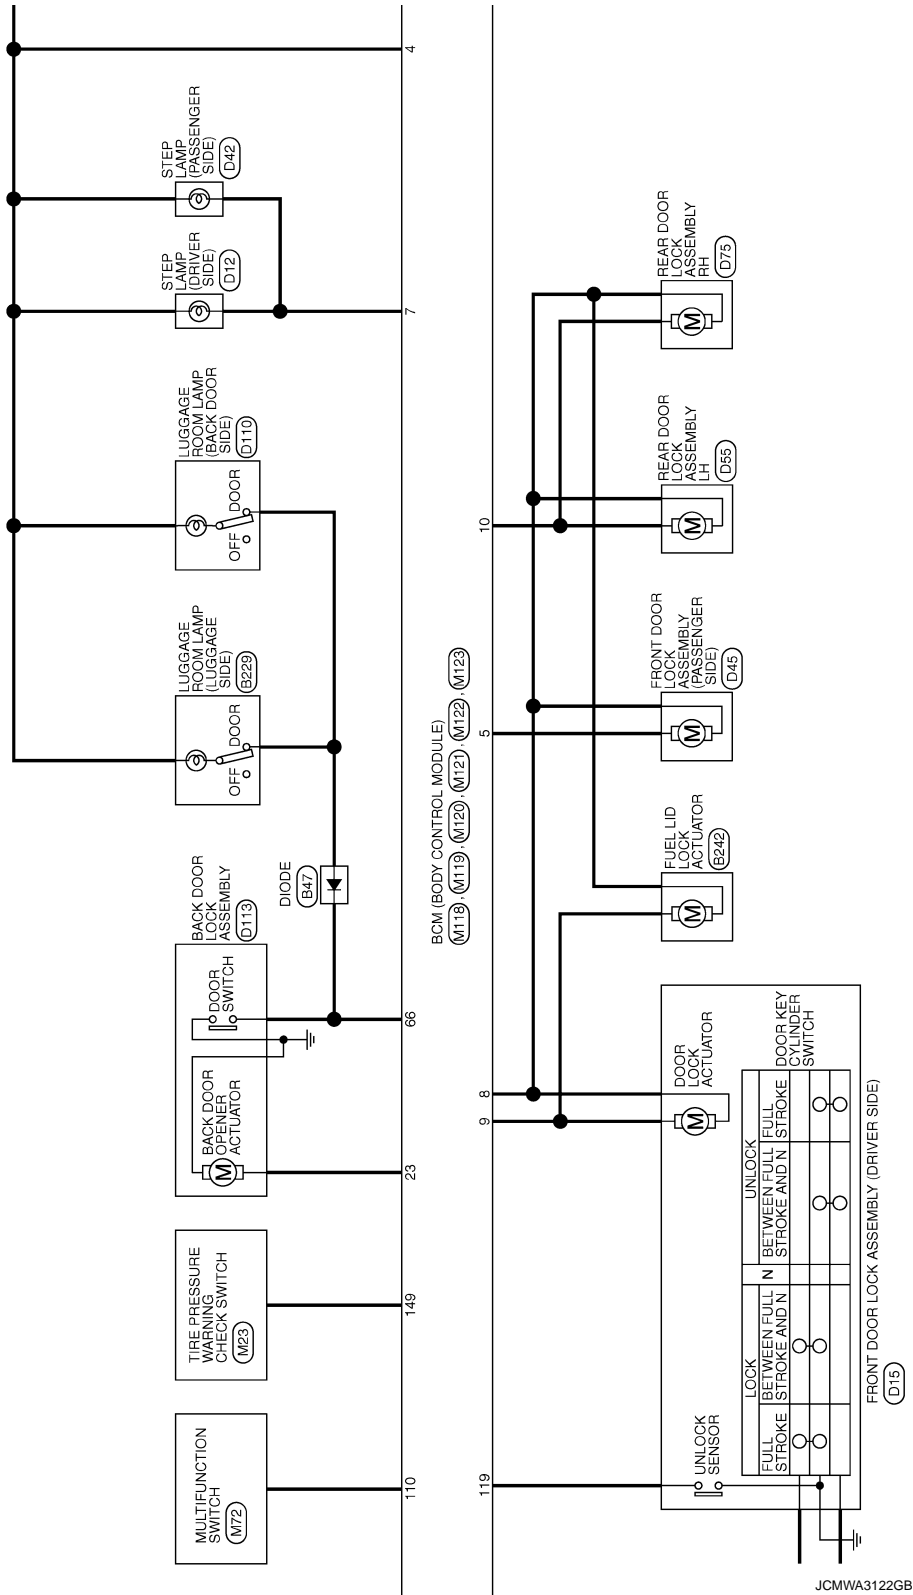 MULTIFUNCTION
SWITCH
M72
110
TIRE PRESSURE
WARNING
CHECK SWITCH
M23
149
BACK DOOR
LOCK
ASSEMBLY
D113
BACK DOOR
OPENER
ACTUATOR
M
DOOR
SWITCH
23
66
DIODE
B47
LUGGAGE
ROOM LAMP
(LUGGAGE
SIDE)
B229
OFF
DOOR
LUGGAGE
ROOM LAMP
(BACK DOOR
SIDE)
D110
OFF
DOOR
STEP
LAMP
(DRIVER
SIDE)
D12
7
STEP
LAMP
(PASSENGER
SIDE)
D42
4
BCM (BODY CONTROL MODULE)
M118, M119, M120, M121, M122, M123
119
9
8
5
10
UNLOCK
SENSOR
DOOR
LOCK
ACTUATOR
M
LOCK
N
UNLOCK
FULL
STROKE
BETWEEN FULL
STROKE AND N
BETWEEN FULL
STROKE AND N
FULL
STROKE
DOOR KEY
CYLINDER
SWITCH
FRONT DOOR LOCK ASSEMBLY (DRIVER SIDE)
D15
FUEL LID
LOCK
ACTUATOR
B242
M
FRONT DOOR
LOCK
ASSEMBLY
(PASSENGER
SIDE)
D45
M
REAR DOOR
LOCK
ASSEMBLY
LH
D55
M
REAR DOOR
LOCK
ASSEMBLY
RH
D75
M
JCMWA3122GB